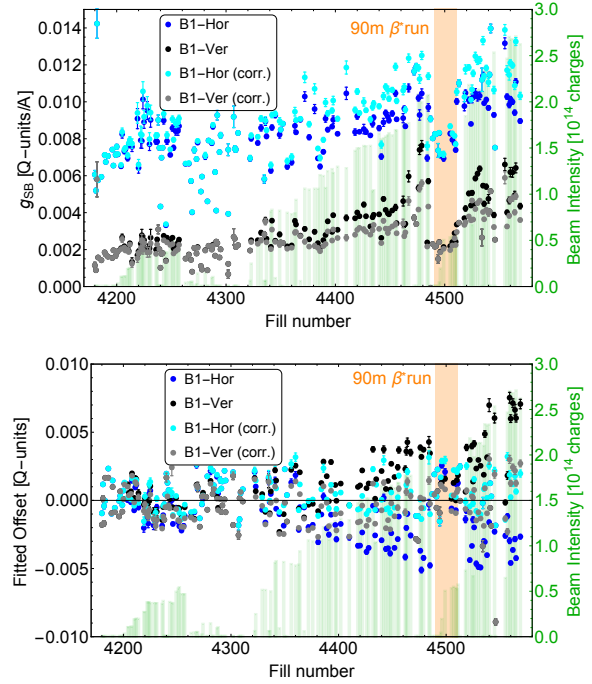 0.014
0.012
0.010
0.008
0.006
0.004
0.002
0.000
g_SB [Q−units/A]
B1−Hor
B1−Ver
B1−Hor (corr.)
B1−Ver (corr.)
90m β*run
3.0
2.5
2.0
1.5
1.0
0.5
0.0
Beam Intensity [10^14 charges]
4200 4300 4400 4500
Fill number
0.010
0.005
0.000
−0.005
−0.010
Fitted Offset [Q−units]
B1−Hor
B1−Ver
B1−Hor (corr.)
B1−Ver (corr.)
90m β*run
3.0
2.5
2.0
1.5
1.0
0.5
0.0
Beam Intensity [10^14 charges]
4200 4300 4400 4500
Fill number